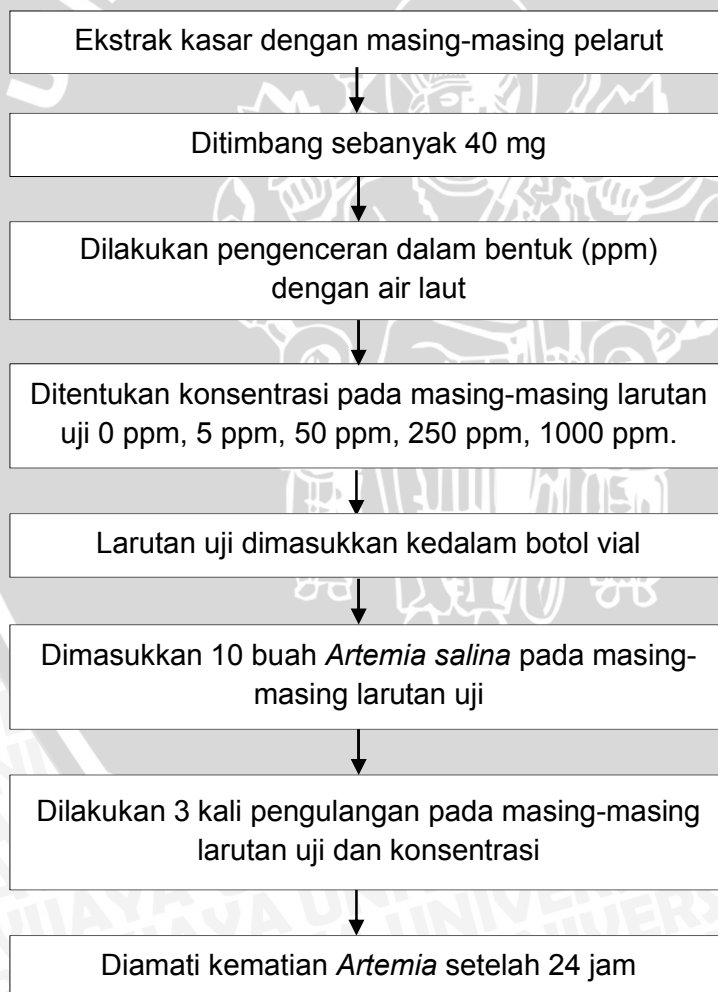 Ekstrak kasar dengan masing-masing pelarut
Ditimbang sebanyak 40 mg
Dilakukan pengenceran dalam bentuk (ppm)
dengan air laut
Ditentukan konsentrasi pada masing-masing larutan
uji 0 ppm, 5 ppm, 50 ppm, 250 ppm, 1000 ppm.
Larutan uji dimasukkan kedalam botol vial
Dimasukkan 10 buah Artemia salina pada masing-
masing larutan uji
Dilakukan 3 kali pengulangan pada masing-masing
larutan uji dan konsentrasi
Diamati kematian Artemia setelah 24 jam